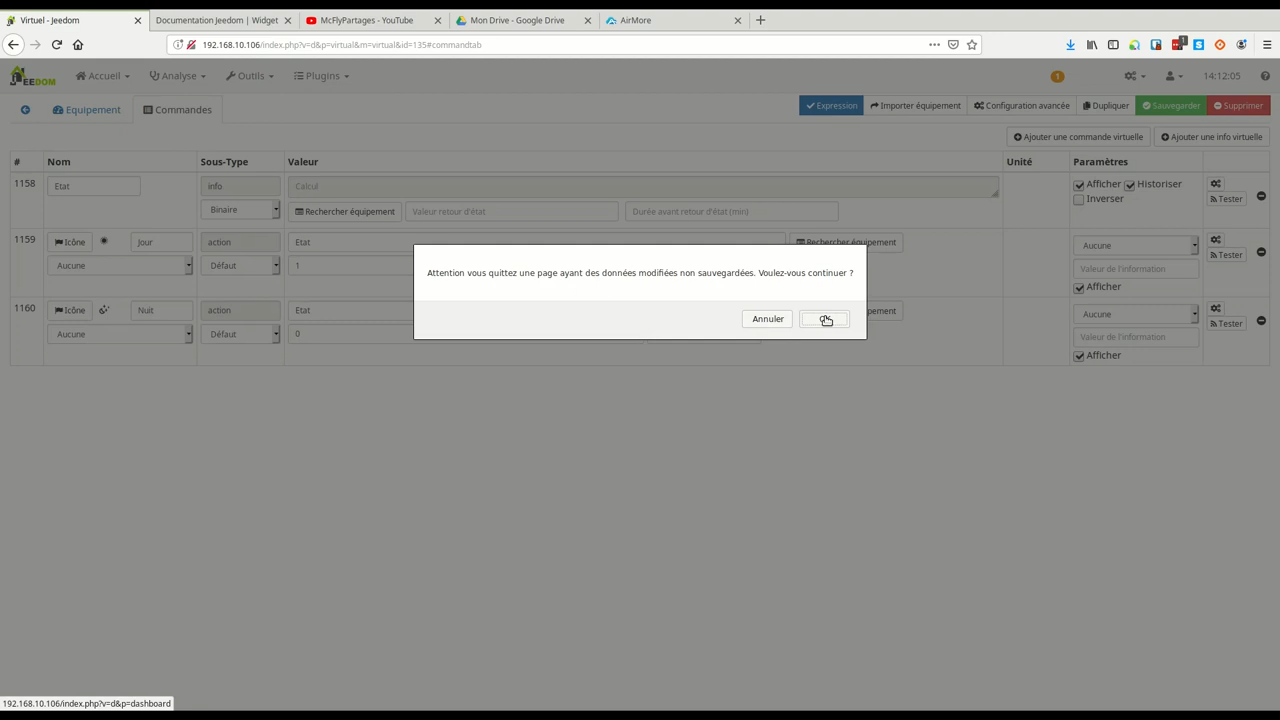 Virtuel - Jeedom
Documentation Jeedom | Widget
McFlyPartages - YouTube
Mon Drive - Google Drive
AirMore
192.168.10.106/index.php?v=d&p=virtual&m=virtual&id=135#commandtab
1
EEDOM
Accueil
Analyse
Outils
Plugins
1
14:12:05
Equipement
Commandes
Expression
Importer équipement
Configuration avancée
Dupliquer
Sauvegarder
Supprimer
Ajouter une commande virtuelle
Ajouter une info virtuelle
# Nom Sous-Type Valeur Unité Paramètres
1158 Etat info Calcul Afficher Historiser
Binaire Rechercher équipement Valeur retour d'état Durée avant retour d'état (min) Inverser Tester
1159 Icône Jour action Etat Rechercher équipement Aucune
Aucune Défaut 1 Valeur de l'information Tester
Afficher
1160 Icône Nuit action Etat équipement Aucune
Aucune Défaut 0 Valeur de l'information Tester
Afficher
Attention vous quittez une page ayant des données modifiées non sauvegardées. Voulez-vous continuer ?
Annuler
192.168.10.106/index.php?v=d&p=dashboard